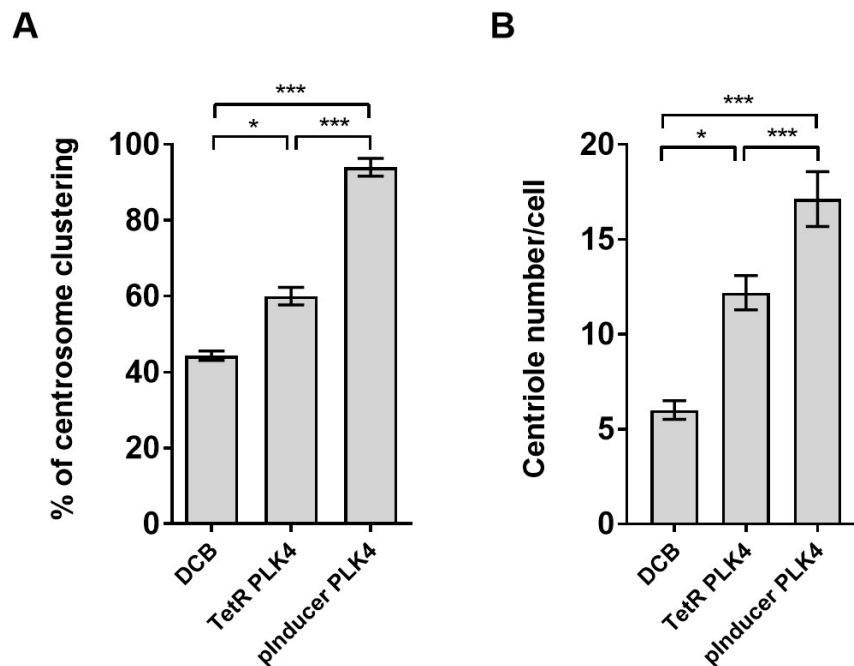 A
% of centrosome clustering
***
*
***
100
80
60
40
20
0
DCB
TetR PLK4
pInducer PLK4
B
Centriole number/cell
***
*
***
20
15
10
5
0
DCB
TetR PLK4
pInducer PLK4